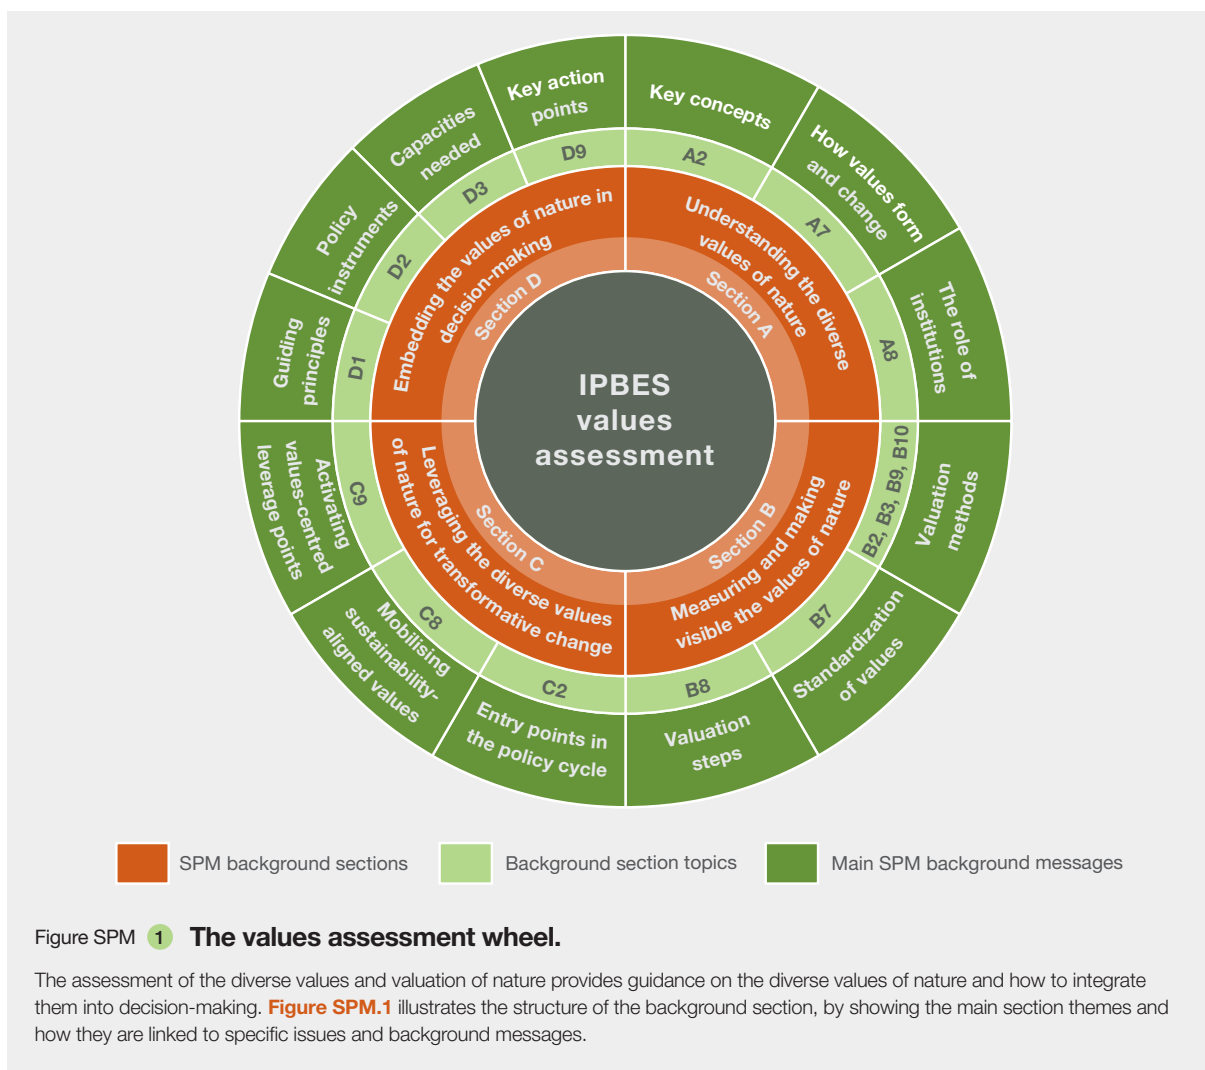 Key action
points
Key concepts
How values form
and change
The role of
institutions
Valuation
methods
Standardization
of values
Valuation
steps
Entry points in
the policy cycle
Mobilising
sustainability-
aligned values
Activating
values-centred
leverage points
Guiding
principles
Policy
instruments
Capacities
needed
D9
A2
A7
A8
B2, B3, B9, B10
B7
B8
C2
C8
C9
D1
D2
D3
Understanding the diverse
values of nature
Section A
Measuring and making
visible the values of nature
Section B
Leveraging the diverse values
of nature for transformative change
Section C
Embedding the values of nature in
decision-making
Section D
IPBES
values
assessment
SPM background sections
Background section topics
Main SPM background messages
Figure SPM 1 The values assessment wheel.
The assessment of the diverse values and valuation of nature provides guidance on the diverse values of nature and how to integrate
them into decision-making. Figure SPM.1 illustrates the structure of the background section, by showing the main section themes and
how they are linked to specific issues and background messages.